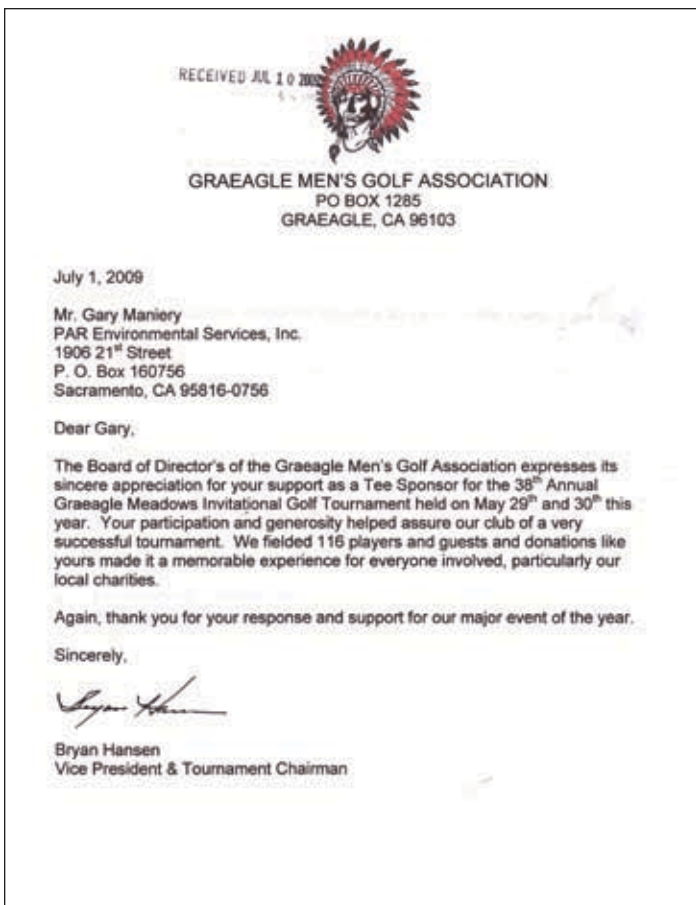 RECEIVED JUL 10
GRAEAGLE MEN'S GOLF ASSOCIATION
PO BOX 1285
GRAEAGLE, CA 96103
July 1, 2009
Mr. Gary Maniery
PAR Environmental Services, Inc.
1906 21st Street
P. O. Box 160756
Sacramento, CA 95816-0756
Dear Gary,
The Board of Director's of the Graeagle Men's Golf Association expresses its
sincere appreciation for your support as a Tee Sponsor for the 38th Annual
Graeagle Meadows Invitational Golf Tournament held on May 29th and 30th this
year. Your participation and generosity helped assure our club of a very
successful tournament. We fielded 116 players and guests and donations like
yours made it a memorable experience for everyone involved, particularly our
local charities.
Again, thank you for your response and support for our major event of the year.
Sincerely,
Bryan Hansen
Vice President & Tournament Chairman